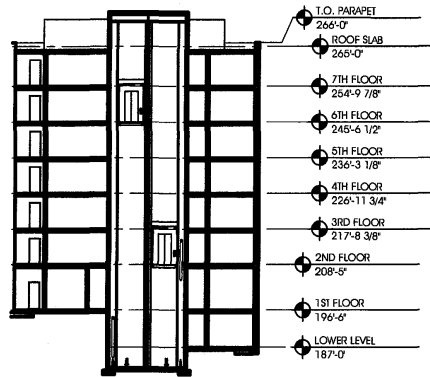 T.O. PARAPET
266'-0"
ROOF SLAB
265'-0"
7TH FLOOR
254'-9 7/8"
6TH FLOOR
245'-6 1/2"
5TH FLOOR
236'-3 1/8"
4TH FLOOR
226'-11 3/4"
3RD FLOOR
217'-8 3/8"
2ND FLOOR
208'-5"
1ST FLOOR
196'-6"
LOWER LEVEL
187'-0"